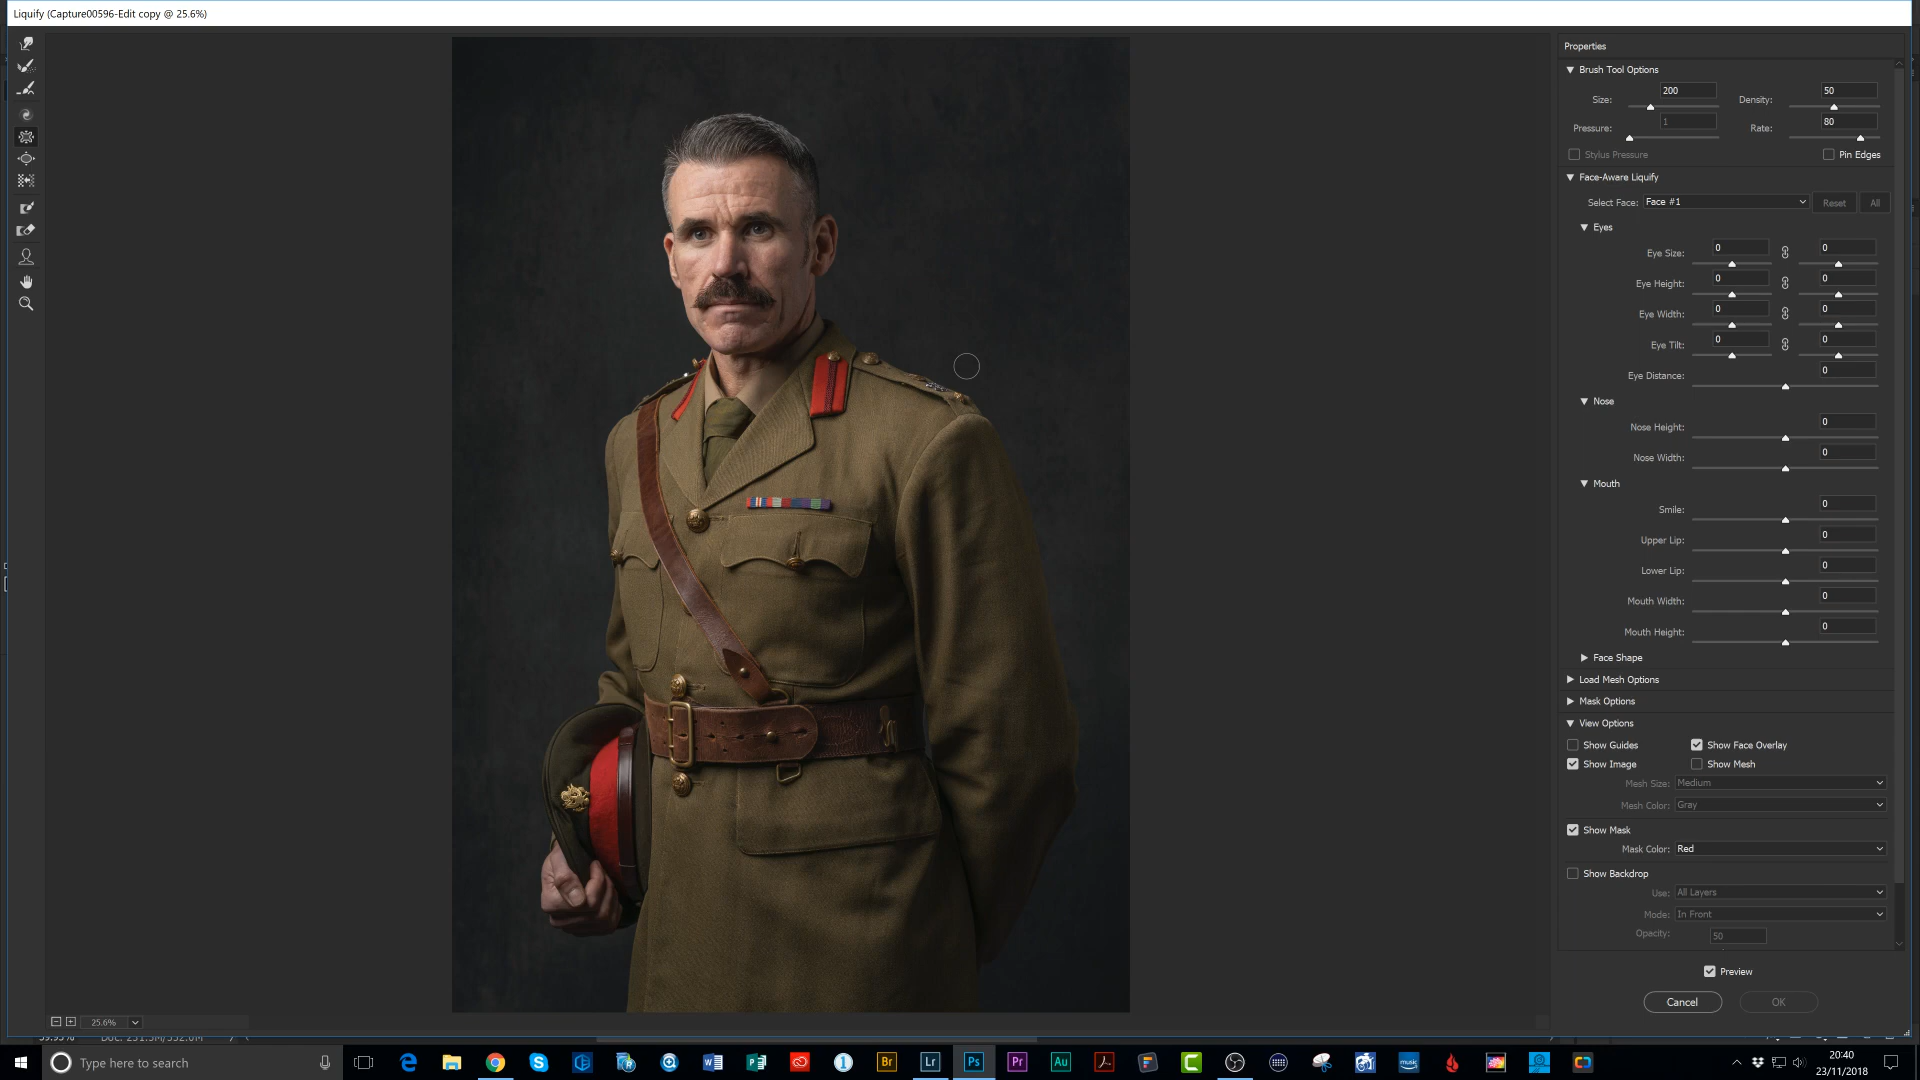 Liquify (Capture00596-Edit copy @ 25.6%)
Properties
Brush Tool Options
Size: 200 Density: 50
Pressure: 1 Rate: 80
Stylus Pressure Pin Edges
Face-Aware Liquify
Select Face: Face #1 Reset All
Eyes
Eye Size: 0 0
Eye Height: 0 0
Eye Width: 0 0
Eye Tilt: 0 0
Eye Distance: 0
Nose
Nose Height: 0
Nose Width: 0
Mouth
Smile: 0
Upper Lip: 0
Lower Lip: 0
Mouth Width: 0
Mouth Height: 0
Face Shape
Load Mesh Options
Mask Options
View Options
Show Guides Show Face Overlay
Show Image Show Mesh
Mesh Size: Medium
Mesh Color: Gray
Show Mask
Mask Color: Red
Show Backdrop
Use: All Layers
Mode: In Front
Opacity: 50
Preview
Cancel OK
25.6%
Type here to search
Br Lr Ps Pr Au
music
20:40
23/11/2018